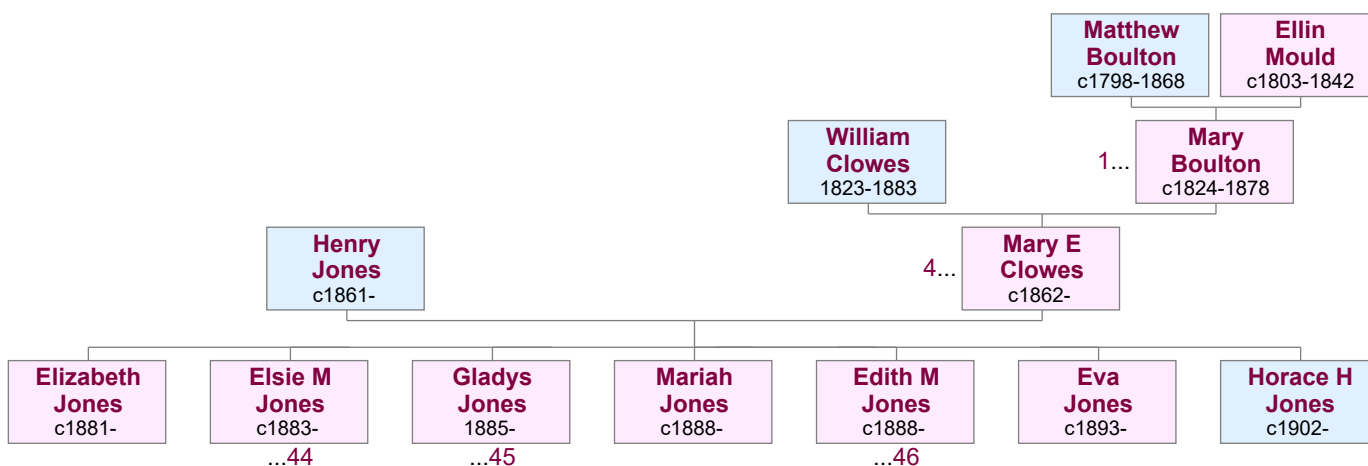 Matthew
Boulton
c1798-1868
Ellin
Mould
c1803-1842
William
Clowes
1823-1883
1...
Mary
Boulton
c1824-1878
Henry
Jones
c1861-
4...
Mary E
Clowes
c1862-
Elizabeth
Jones
c1881-
Elsie M
Jones
c1883-
...44
Gladys
Jones
1885-
...45
Mariah
Jones
c1888-
Edith M
Jones
c1888-
...46
Eva
Jones
c1893-
Horace H
Jones
c1902-